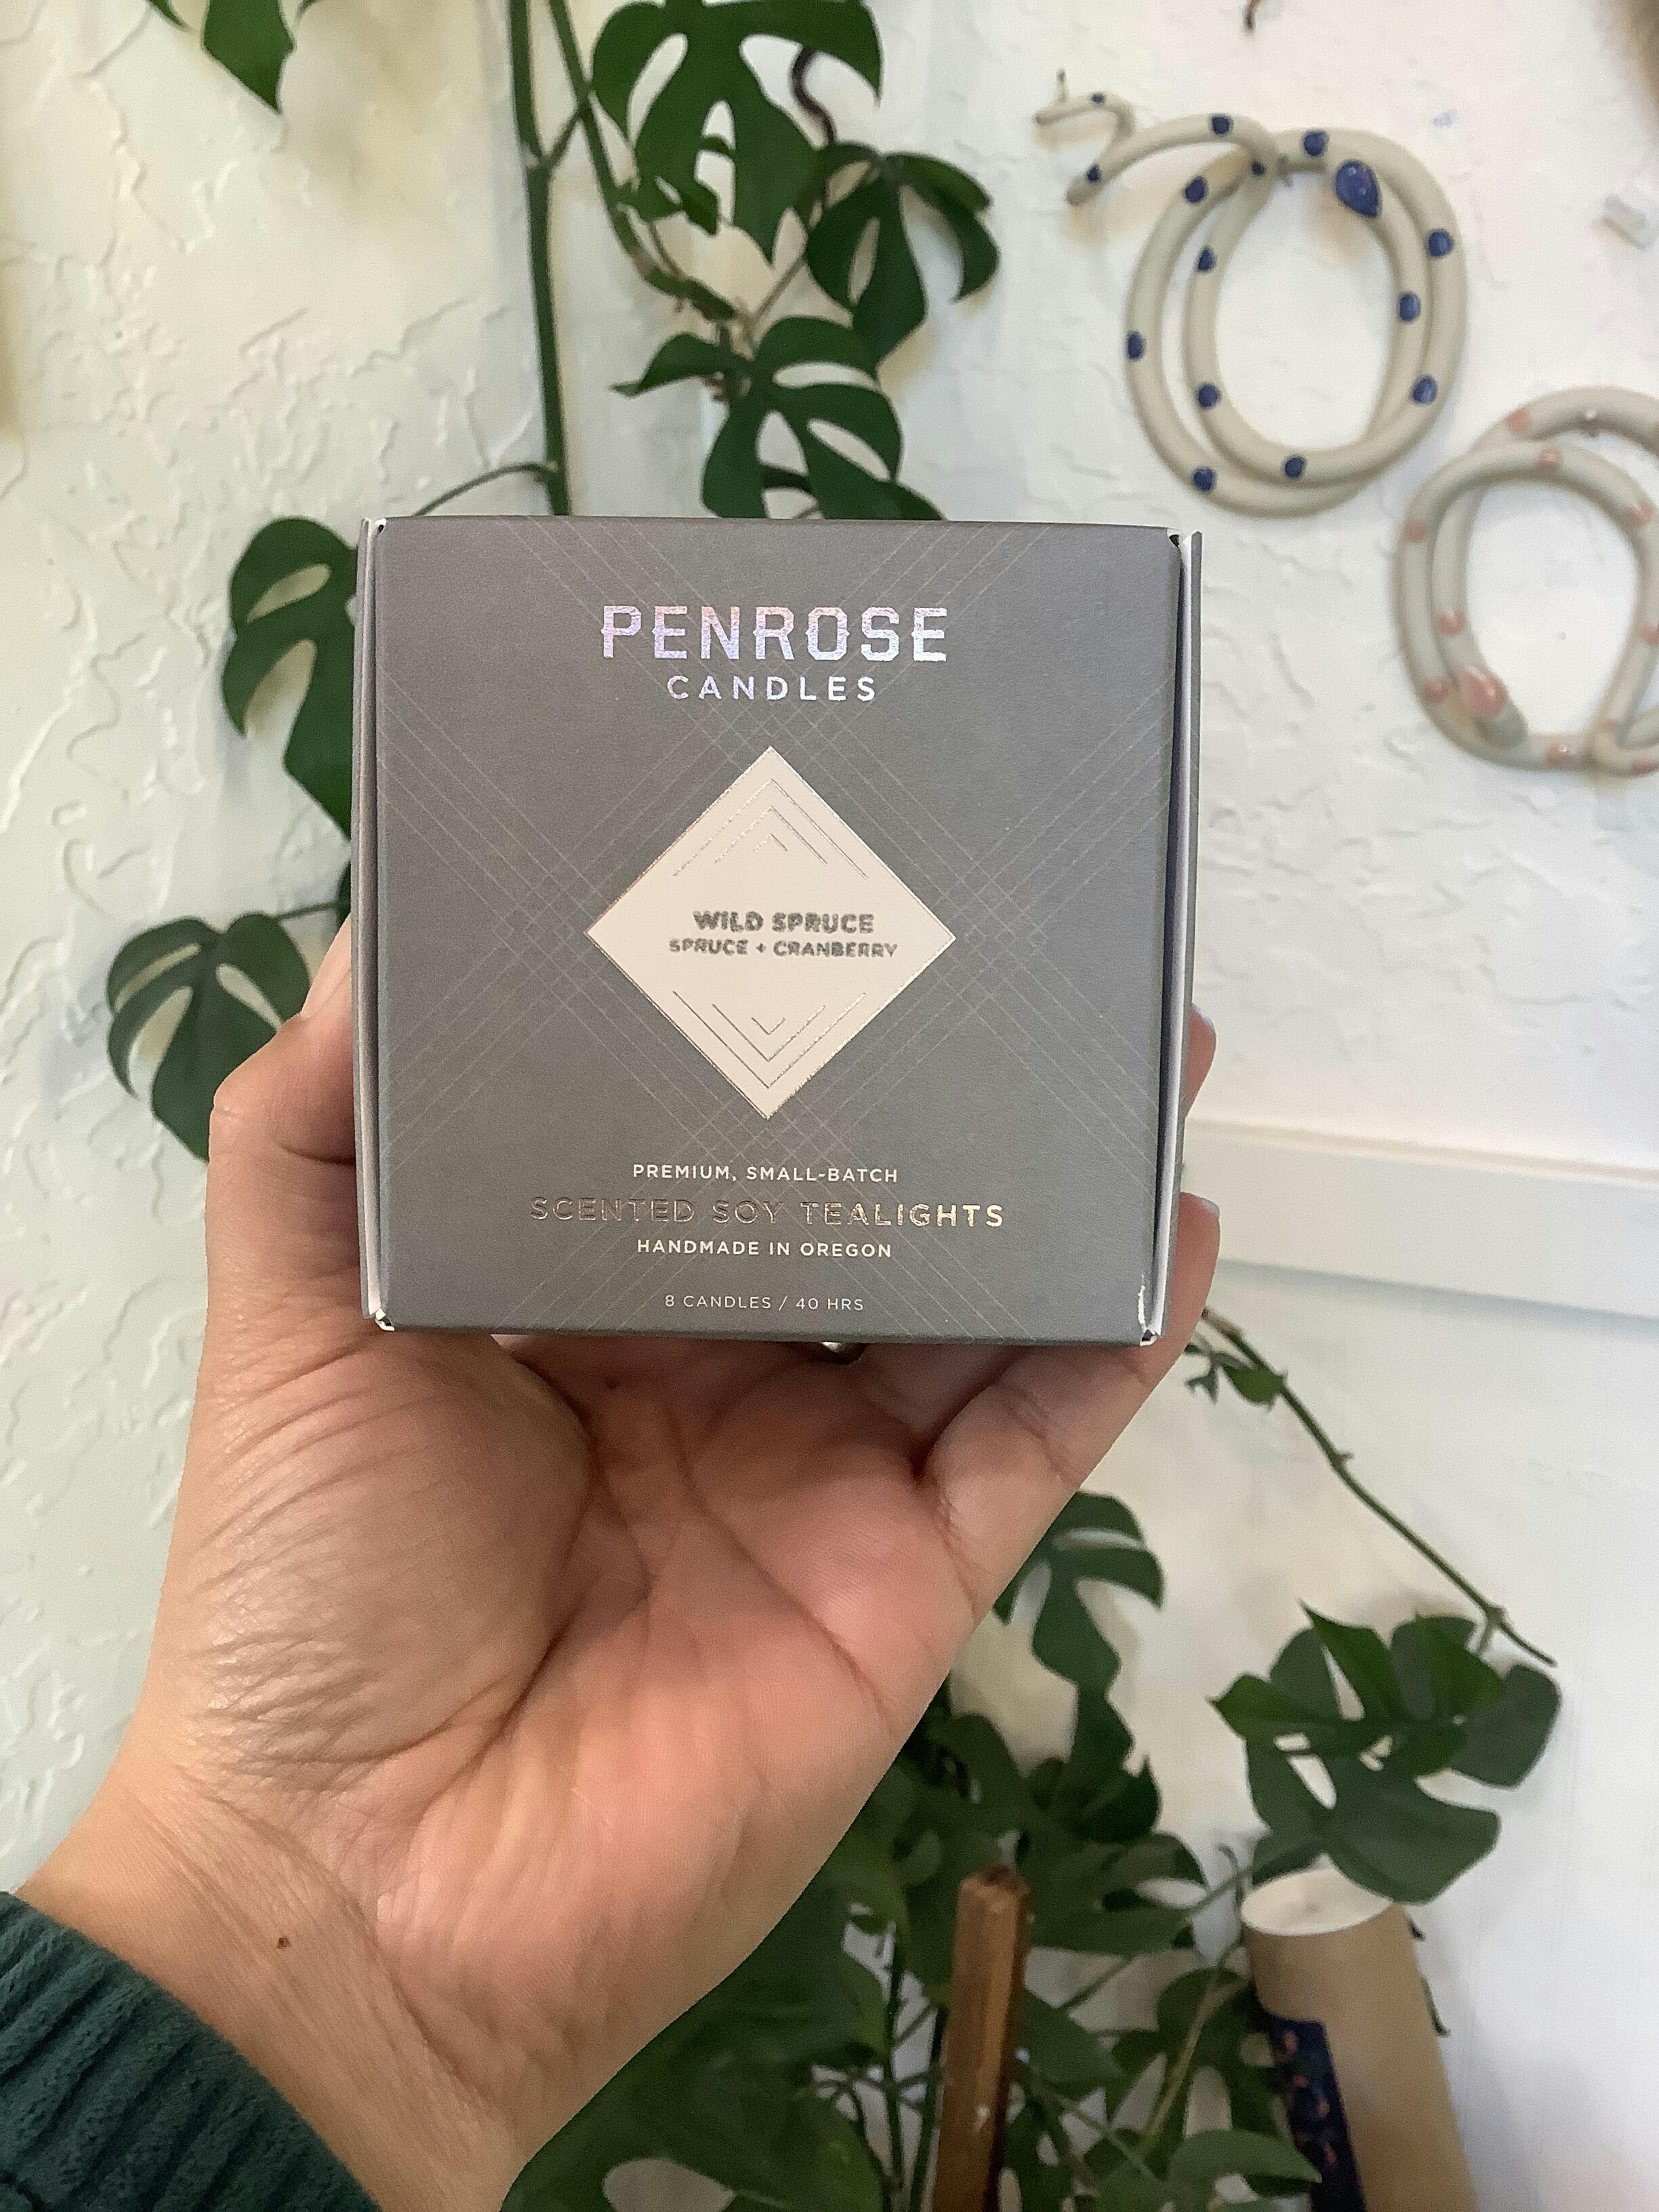 PENROSE
CANDLES
WILD SPRUCE
SPRUCE + CRANBERRY
PREMIUM, SMALL-BATCH
SCENTED SOY TEALIGHTS
HANDMADE IN OREGON
8 CANDLES / 40 HRS